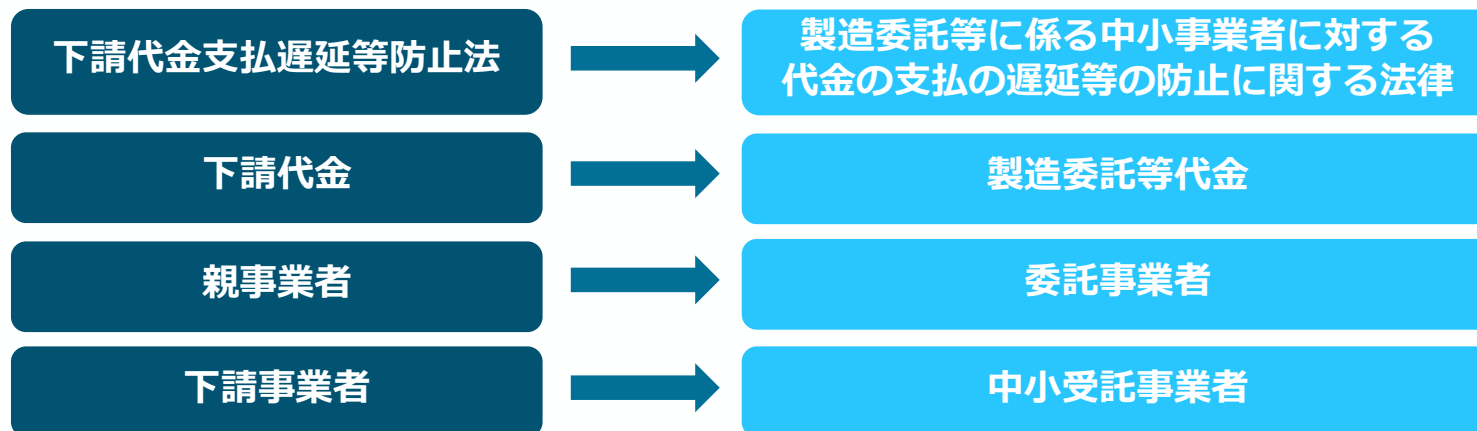 下請代金支払遅延等防止法
製造委託等に係る中小事業者に対する
代金の支払の遅延等の防止に関する法律
下請代金
製造委託等代金
親事業者
委託事業者
下請事業者
中小受託事業者